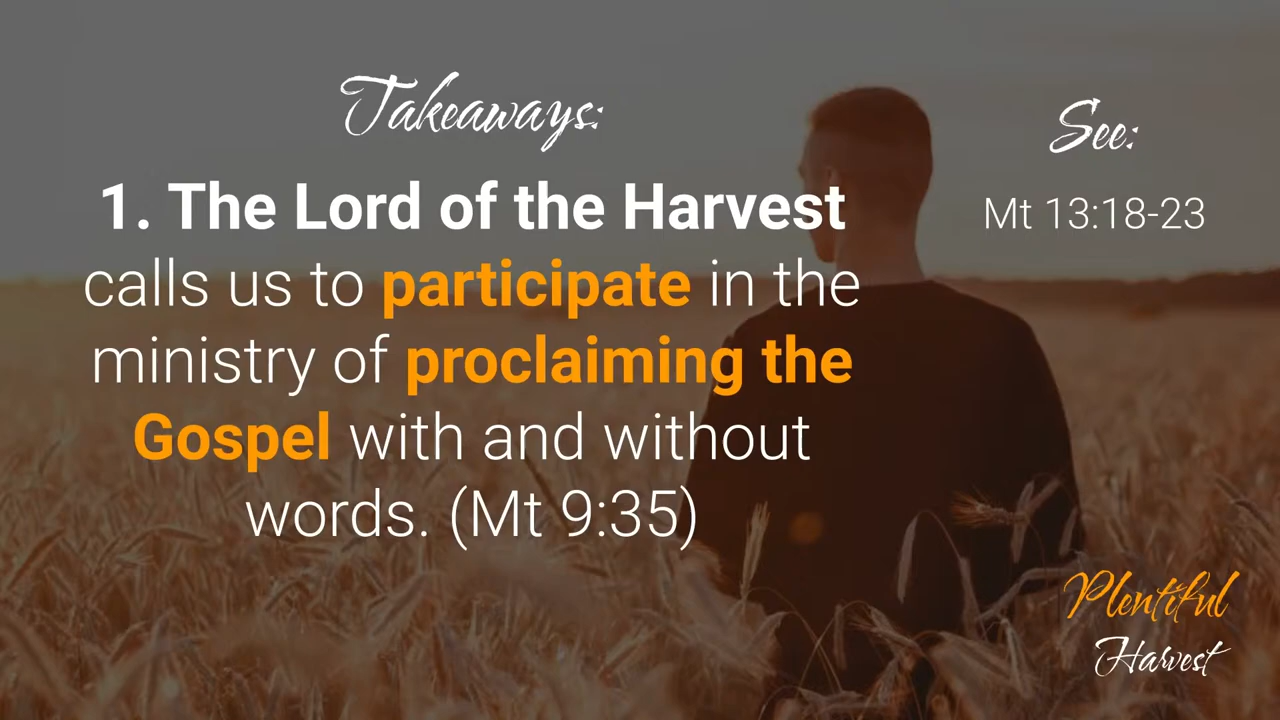 Takeaways:
1. The Lord of the Harvest
calls us to participate in the
ministry of proclaiming the
Gospel with and without
words. (Mt 9:35)
See:
Mt 13:18-23
Plentiful
Harvest